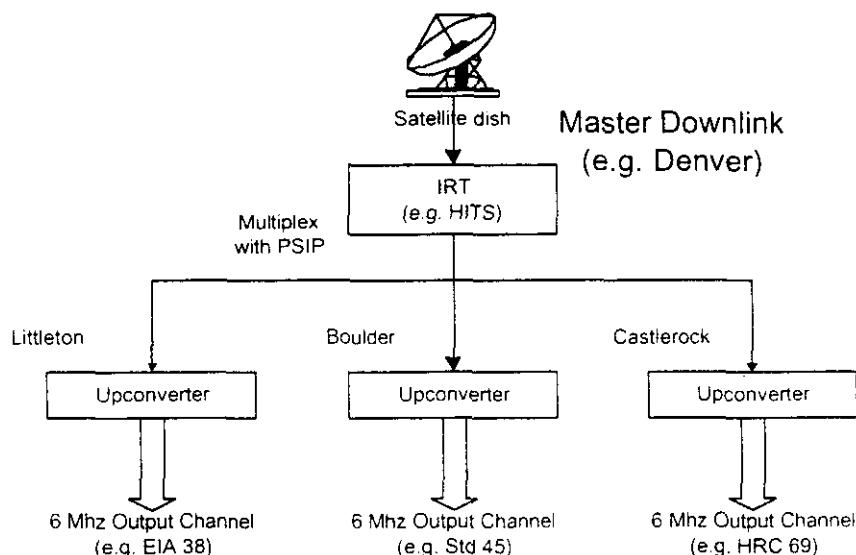 Satellite dish
Master Downlink
(e.g. Denver)
IRT
(e.g. HITS)
Multiplex
with PSIP
Littleton
Boulder
Castlerock
Upconverter
Upconverter
Upconverter
6 Mhz Output Channel
(e.g. EIA 38)
6 Mhz Output Channel
(e.g. Std 45)
6 Mhz Output Channel
(e.g. HRC 69)